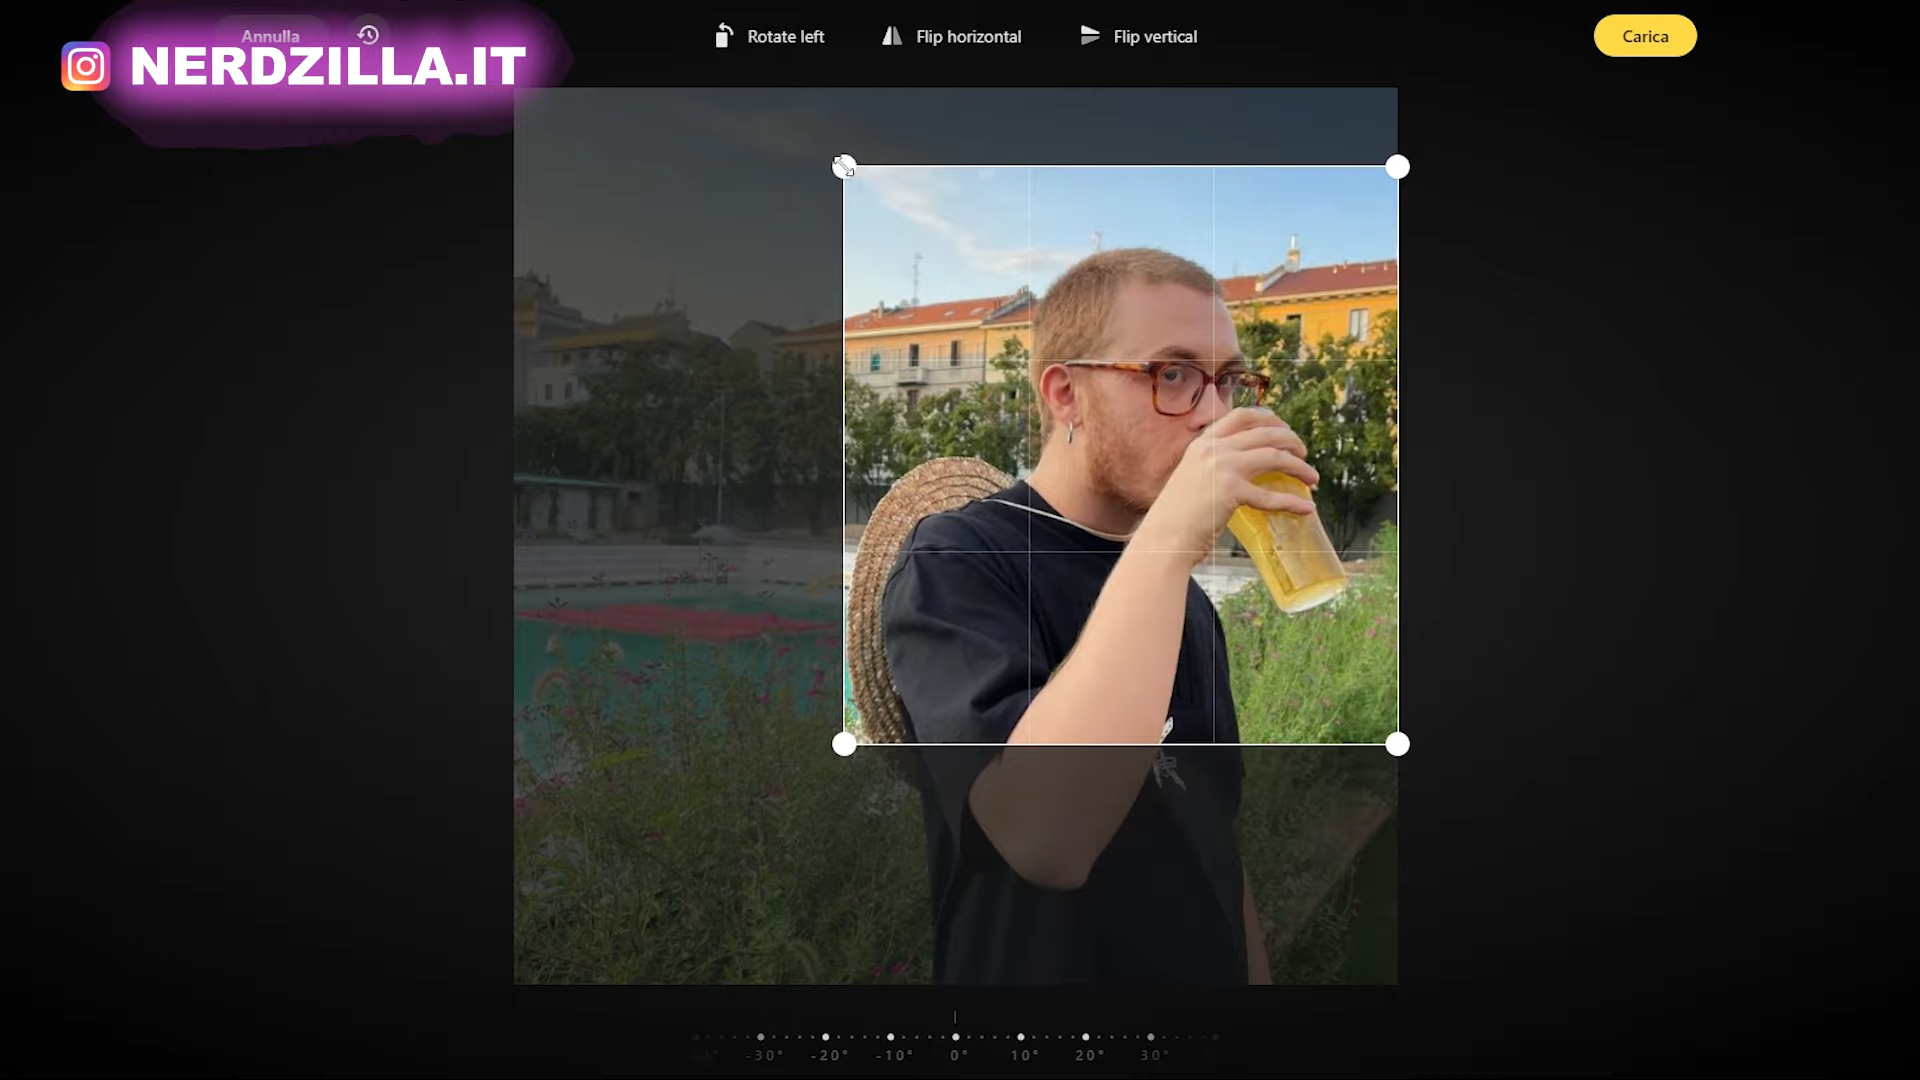 Annulla
NERDZILLA.IT
Rotate left
Flip horizontal
Flip vertical
Carica
-30° -20° -10° 0° 10° 20° 30°